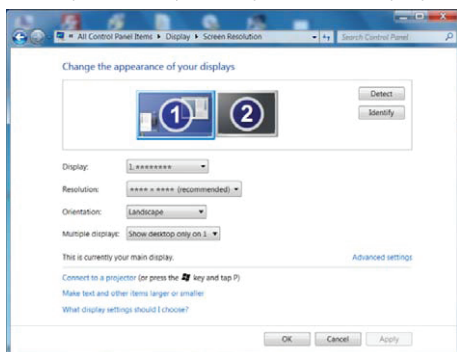 « All Control Panel Items ▸ Display ▸ Screen Resolution
Search Control Panel
Change the appearance of your displays
1
2
Detect
Identify
Display: 1. ********
Resolution: **** × **** (recommended)
Orientation: Landscape
Multiple displays: Show desktop only on 1
This is currently your main display.
Advanced settings
Connect to a projector (or press the key and tap P)
Make text and other items larger or smaller
What display settings should I choose?
OK
Cancel
Apply